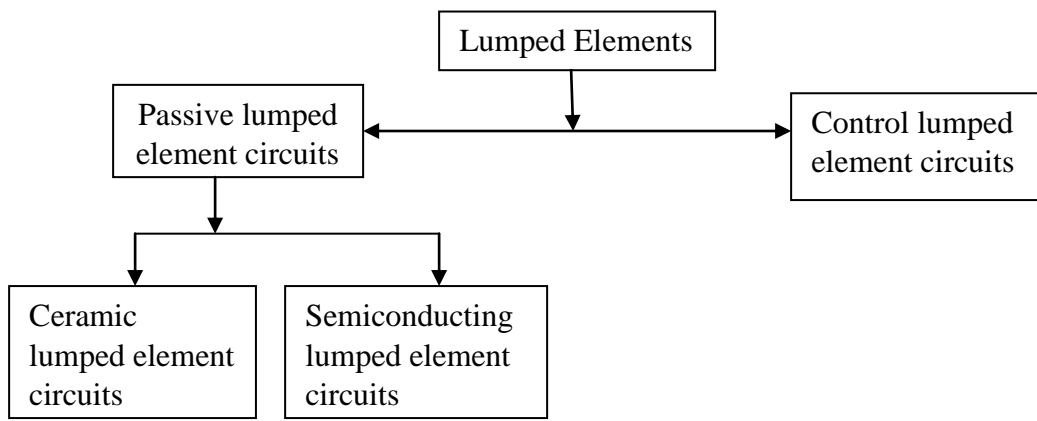 Lumped Elements
Passive lumped
element circuits
Control lumped
element circuits
Ceramic
lumped element
circuits
Semiconducting
lumped element
circuits